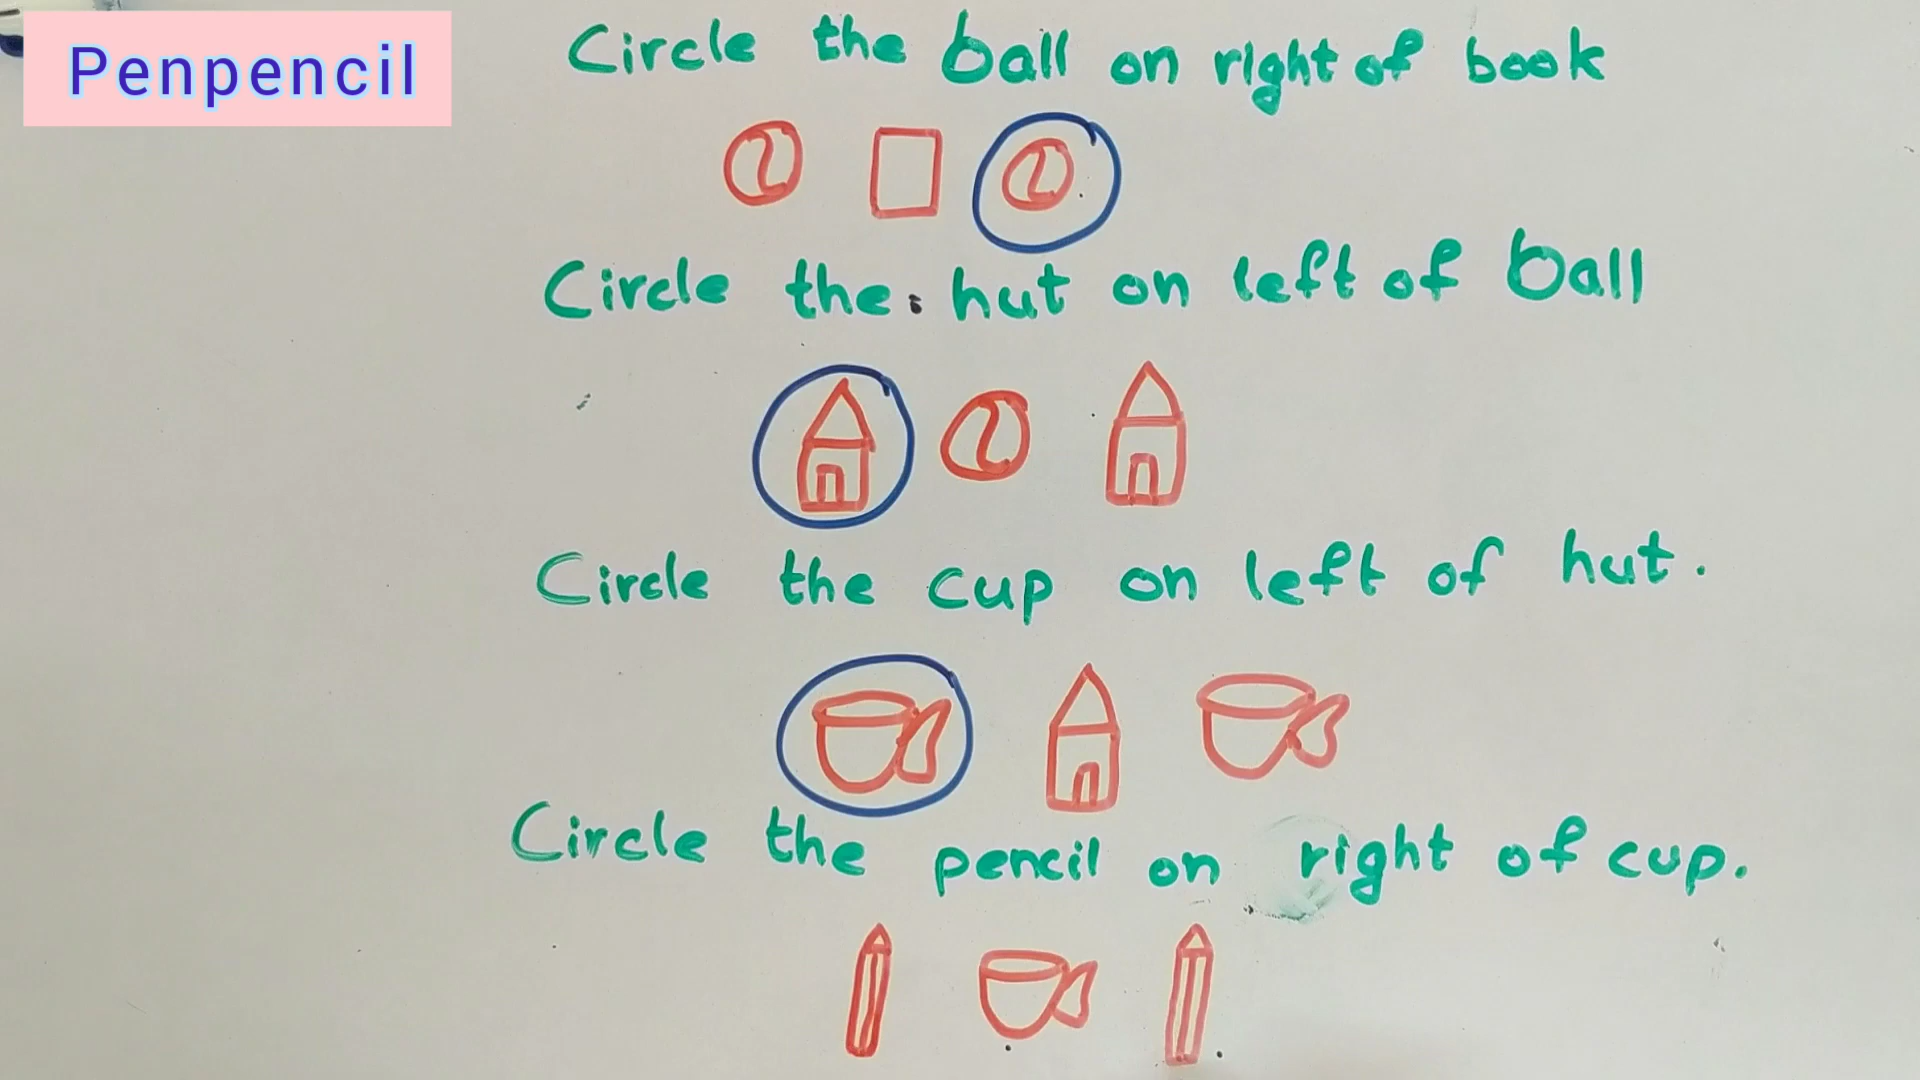 Penpencil
Circle the ball on right of book
Circle the hut on left of ball
Circle the cup on left of hut.
Circle the pencil on right of cup.